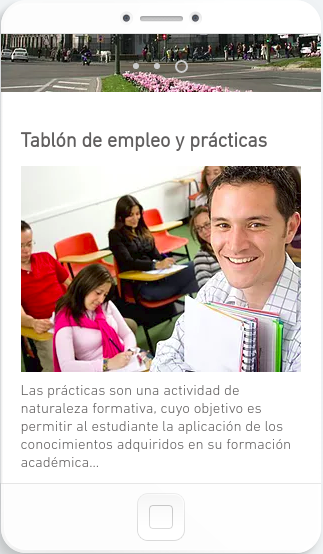 Tablón de empleo y prácticas
Las prácticas son una actividad de
naturaleza formativa, cuyo objetivo es
permitir al estudiante la aplicación de los
conocimientos adquiridos en su formación
académica...